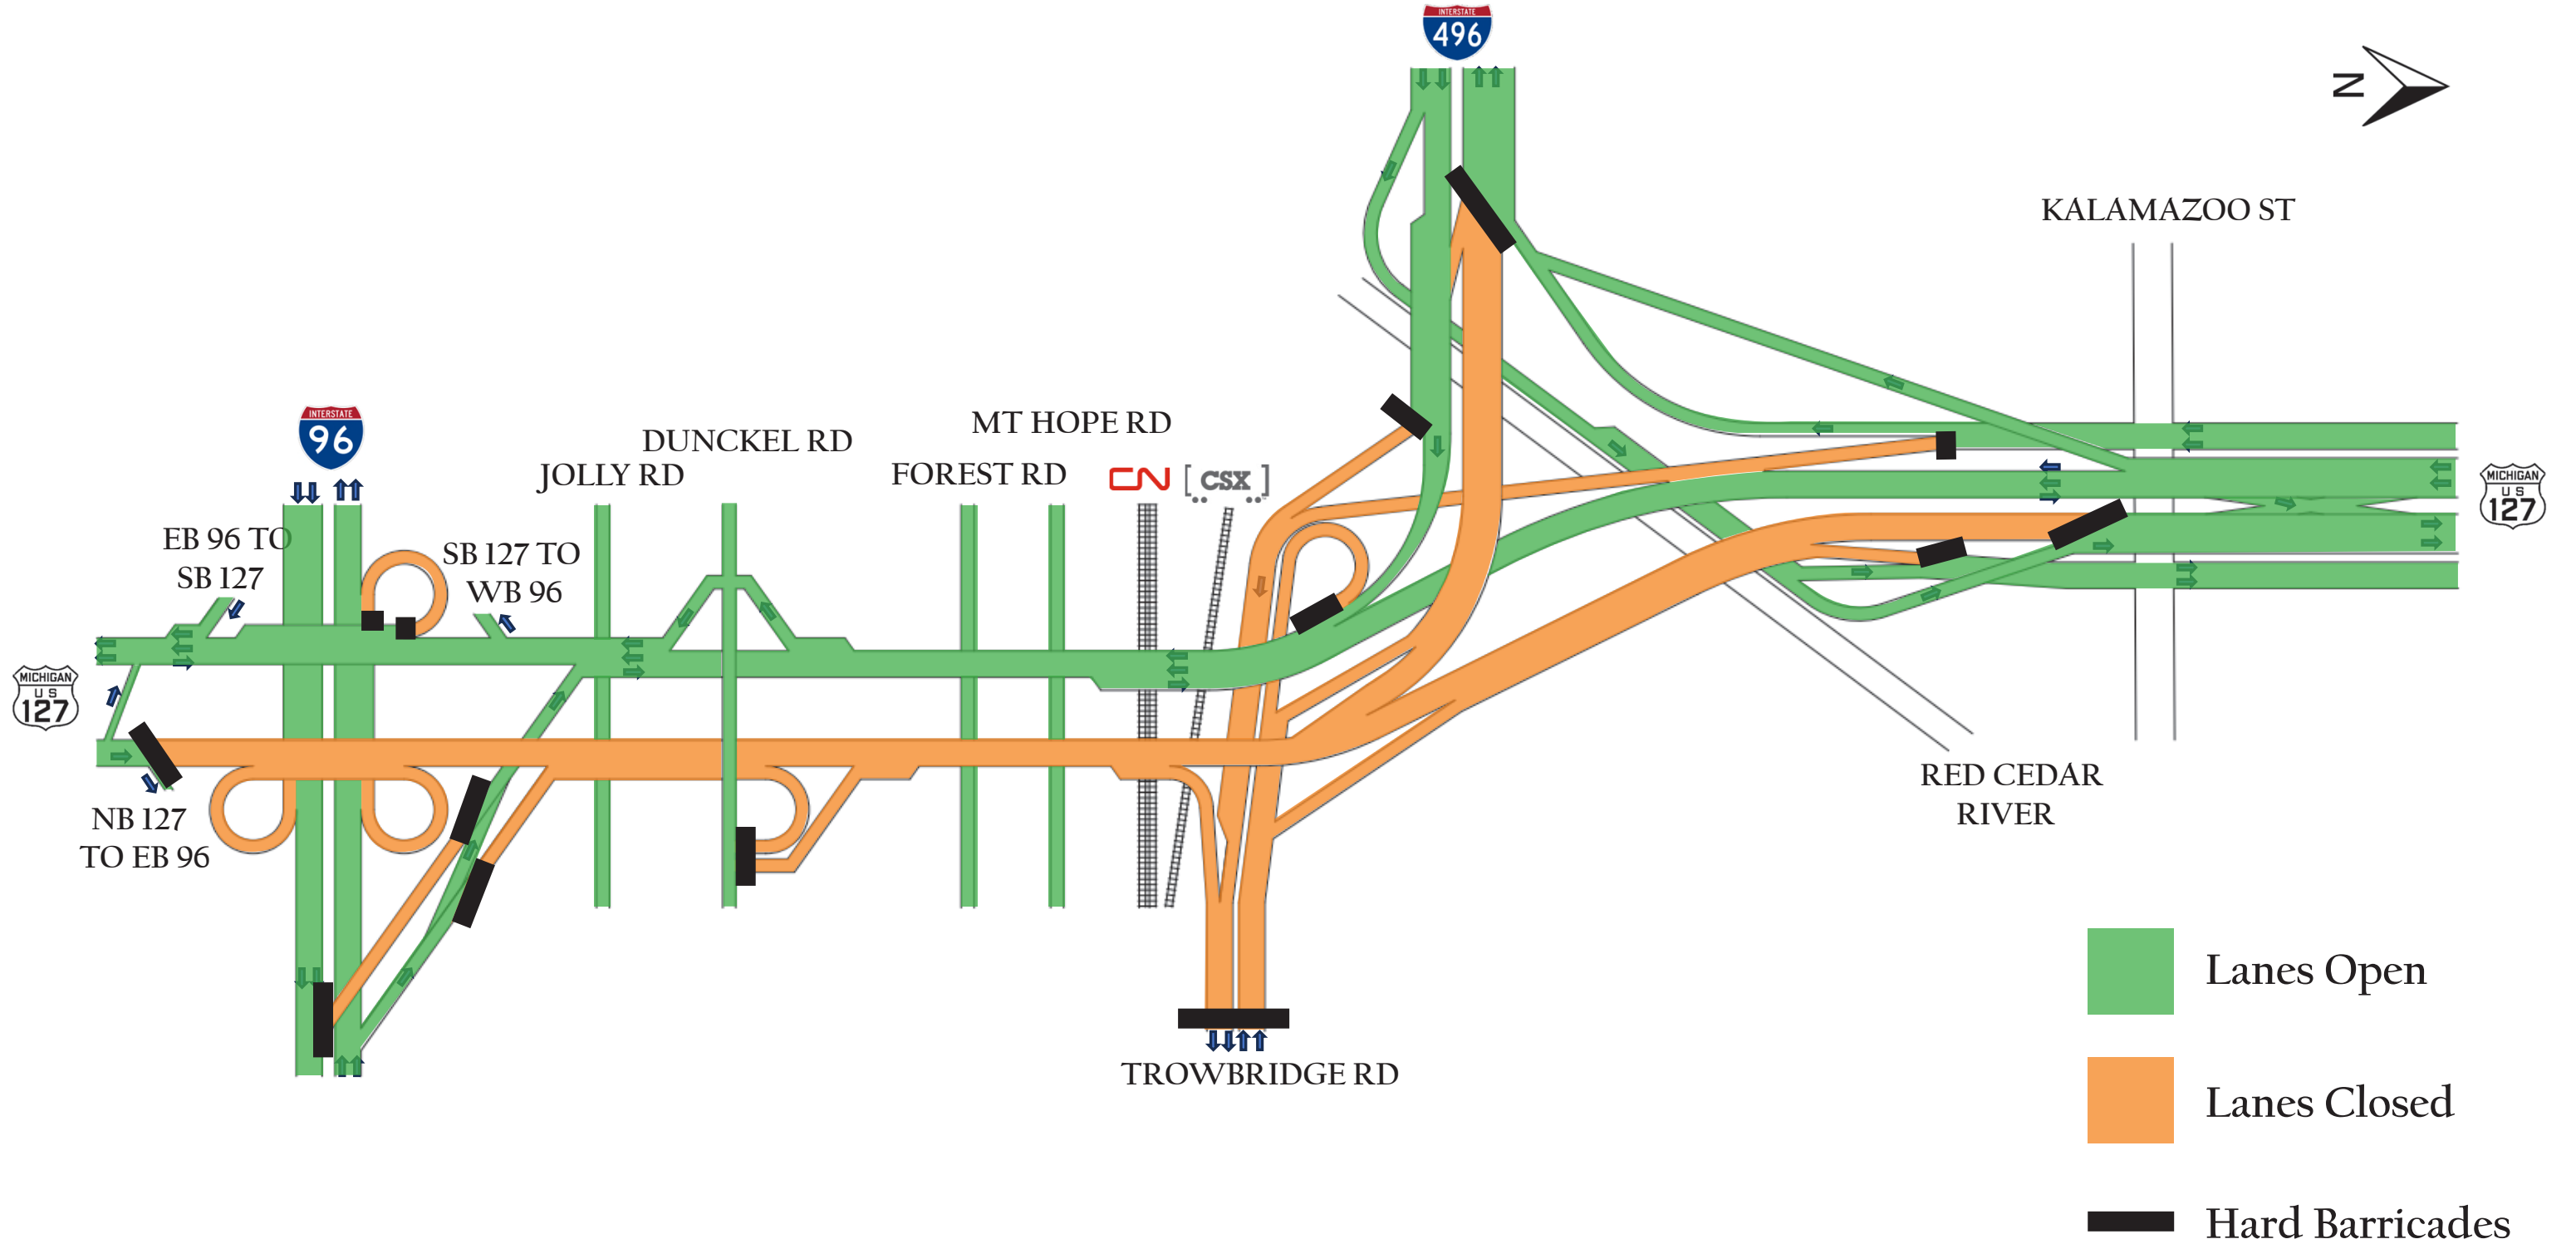 INTERSTATE
496
N
KALAMAZOO ST
INTERSTATE
96
MT HOPE RD
DUNCKEL RD
JOLLY RD
FOREST RD
CN
[CSX]
MICHIGAN
US
127
EB 96 TO
SB 127
SB 127 TO
WB 96
MICHIGAN
US
127
NB 127
TO EB 96
RED CEDAR
RIVER
TROWBRIDGE RD
Lanes Open
Lanes Closed
Hard Barricades